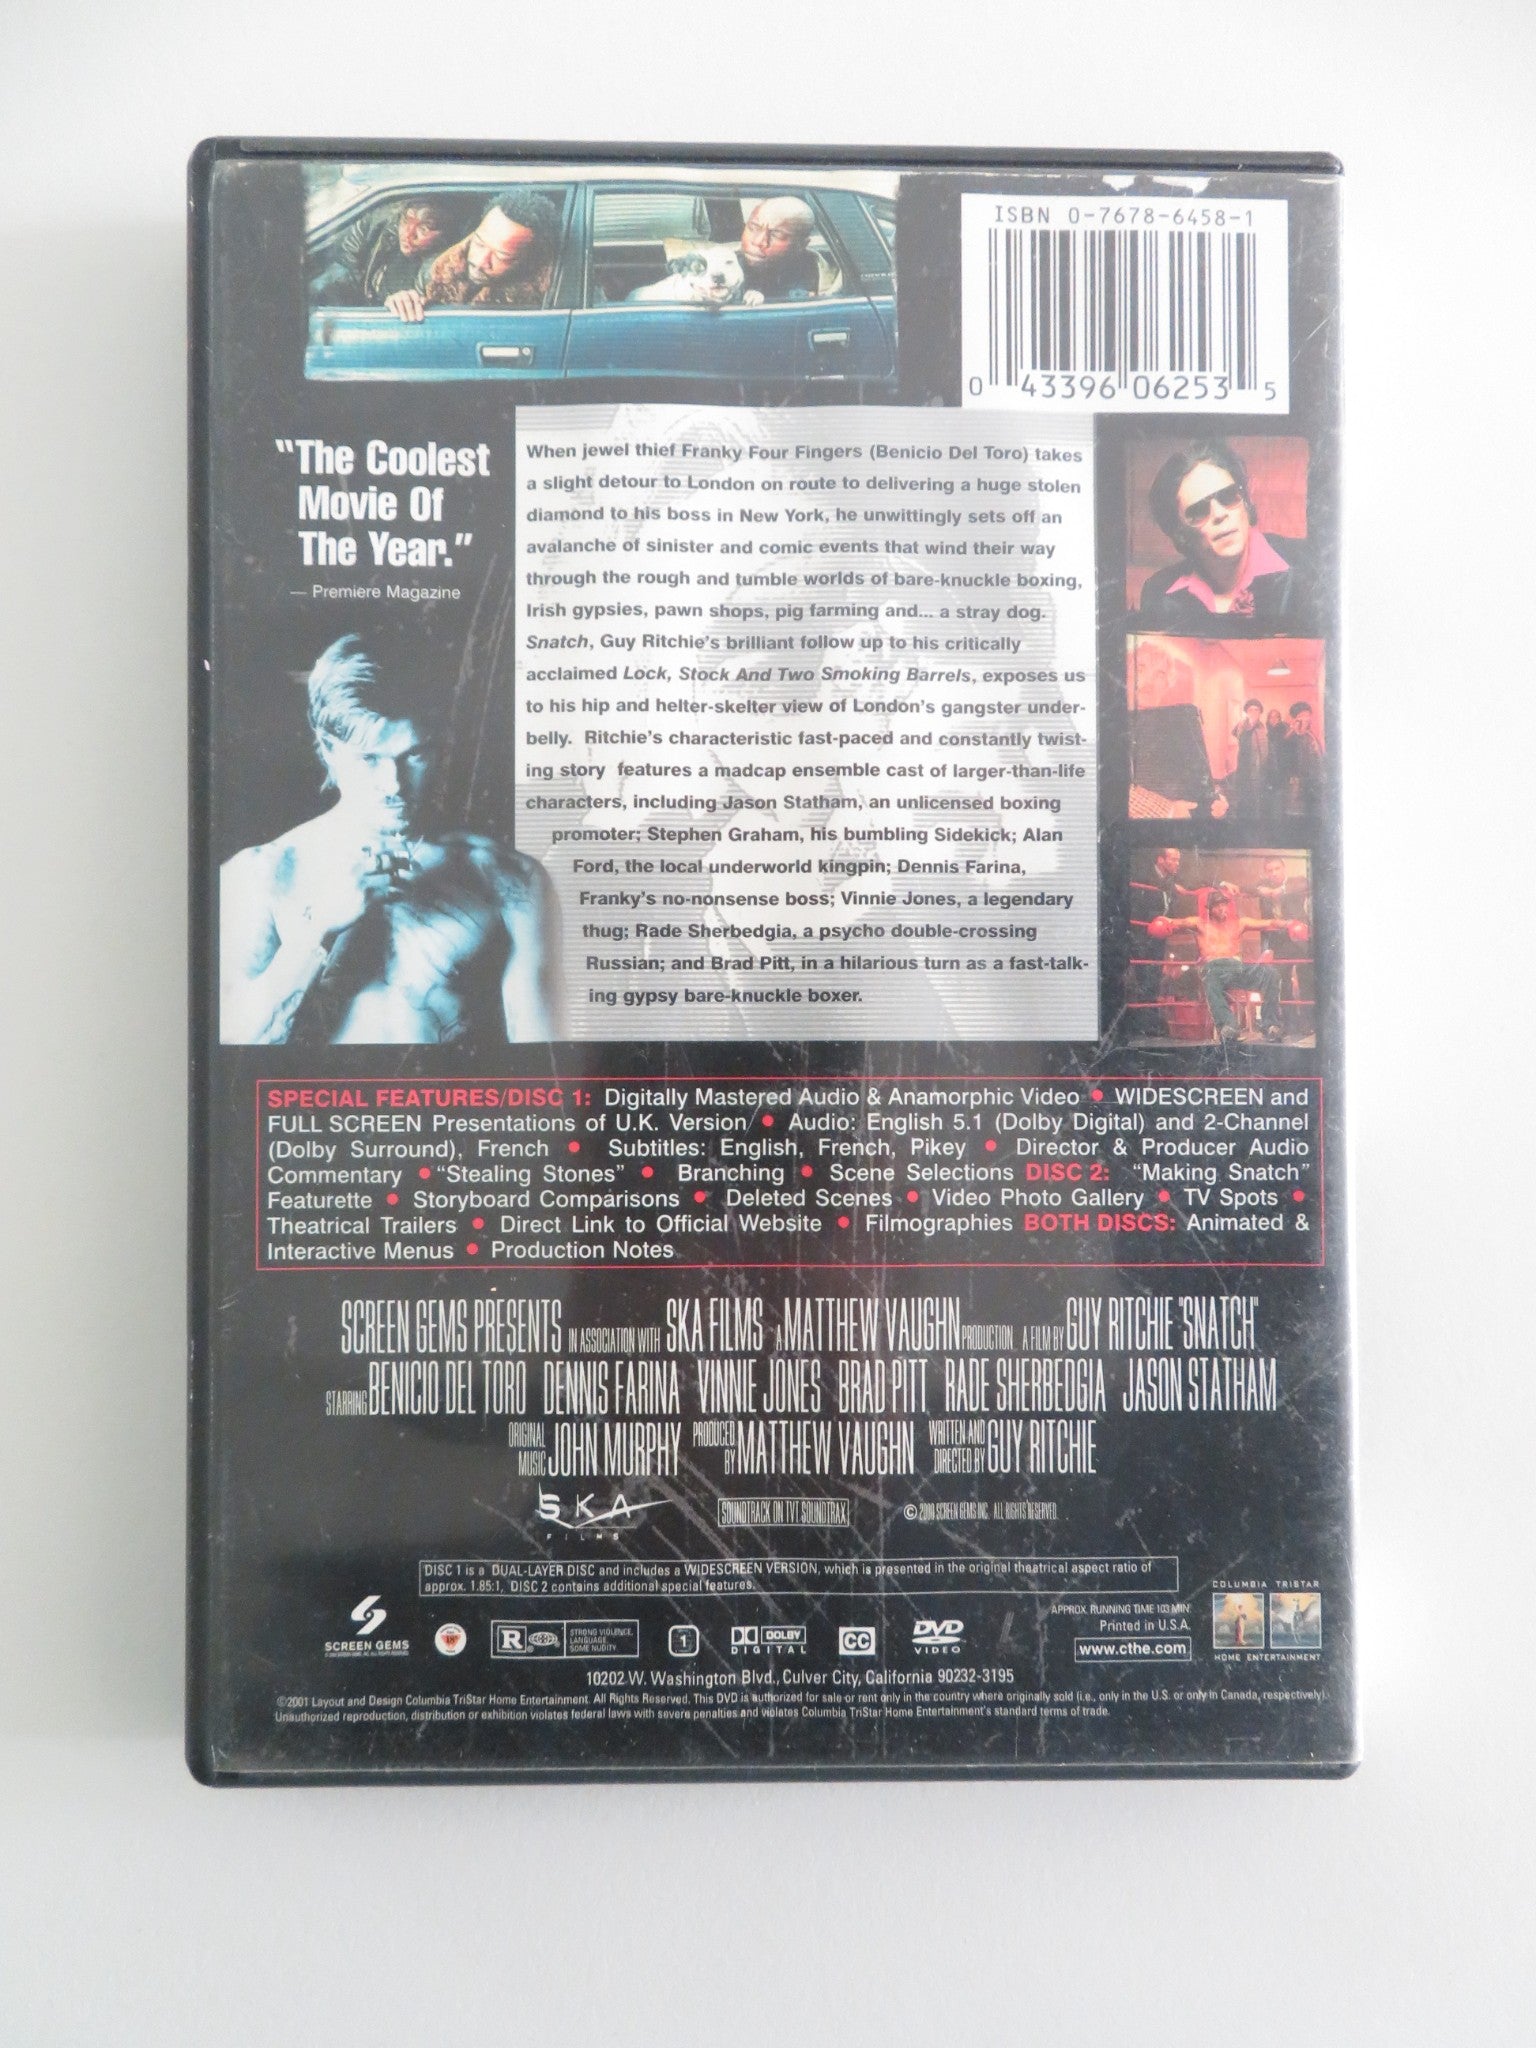 ISBN 0-7678-6458-1
0 43396 06253 5
"The Coolest
Movie Of
The Year."
— Premiere Magazine
When jewel thief Franky Four Fingers (Benicio Del Toro) takes
a slight detour to London on route to delivering a huge stolen
diamond to his boss in New York, he unwittingly sets off an
avalanche of sinister and comic events that wind their way
through the rough and tumble worlds of bare-knuckle boxing,
Irish gypsies, pawn shops, pig farming and... a stray dog.
Snatch, Guy Ritchie's brilliant follow up to his critically
acclaimed Lock, Stock And Two Smoking Barrels, exposes us
to his hip and helter-skelter view of London's gangster under-
belly. Ritchie's characteristic fast-paced and constantly twist-
ing story features a madcap ensemble cast of larger-than-life
characters, including Jason Statham, an unlicensed boxing
promoter; Stephen Graham, his bumbling Sidekick; Alan
Ford, the local underworld kingpin; Dennis Farina,
Franky's no-nonsense boss; Vinnie Jones, a legendary
thug; Rade Sherbedgia, a psycho double-crossing
Russian; and Brad Pitt, in a hilarious turn as a fast-talk-
ing gypsy bare-knuckle boxer.
SPECIAL FEATURES/DISC 1: Digitally Mastered Audio & Anamorphic Video • WIDESCREEN and
FULL SCREEN Presentations of U.K. Version • Audio: English 5.1 (Dolby Digital) and 2-Channel
(Dolby Surround), French • Subtitles: English, French, Pikey • Director & Producer Audio
Commentary • "Stealing Stones" • Branching • Scene Selections DISC 2: "Making Snatch"
Featurette • Storyboard Comparisons • Deleted Scenes • Video Photo Gallery • TV Spots •
Theatrical Trailers • Direct Link to Official Website • Filmographies BOTH DISCS: Animated &
Interactive Menus • Production Notes
SCREEN GEMS PRESENTS IN ASSOCIATION WITH SKA FILMS A MATTHEW VAUGHN PRODUCTION A FILM BY GUY RITCHIE "SNATCH"
STARRING BENICIO DEL TORO DENNIS FARINA VINNIE JONES BRAD PITT RADE SHERBEDGIA JASON STATHAM
ORIGINAL MUSIC JOHN MURPHY PRODUCED BY MATTHEW VAUGHN WRITTEN AND DIRECTED BY GUY RITCHIE
SKA
FILMS
SOUNDTRACK ON TVT SOUNDTRAX
© 2000 SCREEN GEMS INC. ALL RIGHTS RESERVED.
DISC 1 is a DUAL-LAYER DISC and includes a WIDESCREEN VERSION, which is presented in the original theatrical aspect ratio of
approx. 1.85:1, DISC 2 contains additional special features.
SCREEN GEMS
18
R
STRONG VIOLENCE,
LANGUAGE
SOME NUDITY
1
DOLBY
DIGITAL
CC
DVD
VIDEO
APPROX. RUNNING TIME 103 MIN.
Printed in U.S.A.
www.cthe.com
COLUMBIA TRISTAR
HOME ENTERTAINMENT
10202 W. Washington Blvd., Culver City, California 90232-3195
©2001 Layout and Design Columbia TriStar Home Entertainment. All Rights Reserved. This DVD is authorized for sale or rent only in the country where originally sold (i.e., only in the U.S. or only in Canada, respectively).
Unauthorized reproduction, distribution or exhibition violates federal laws with severe penalties and violates Columbia TriStar Home Entertainment's standard terms of trade.